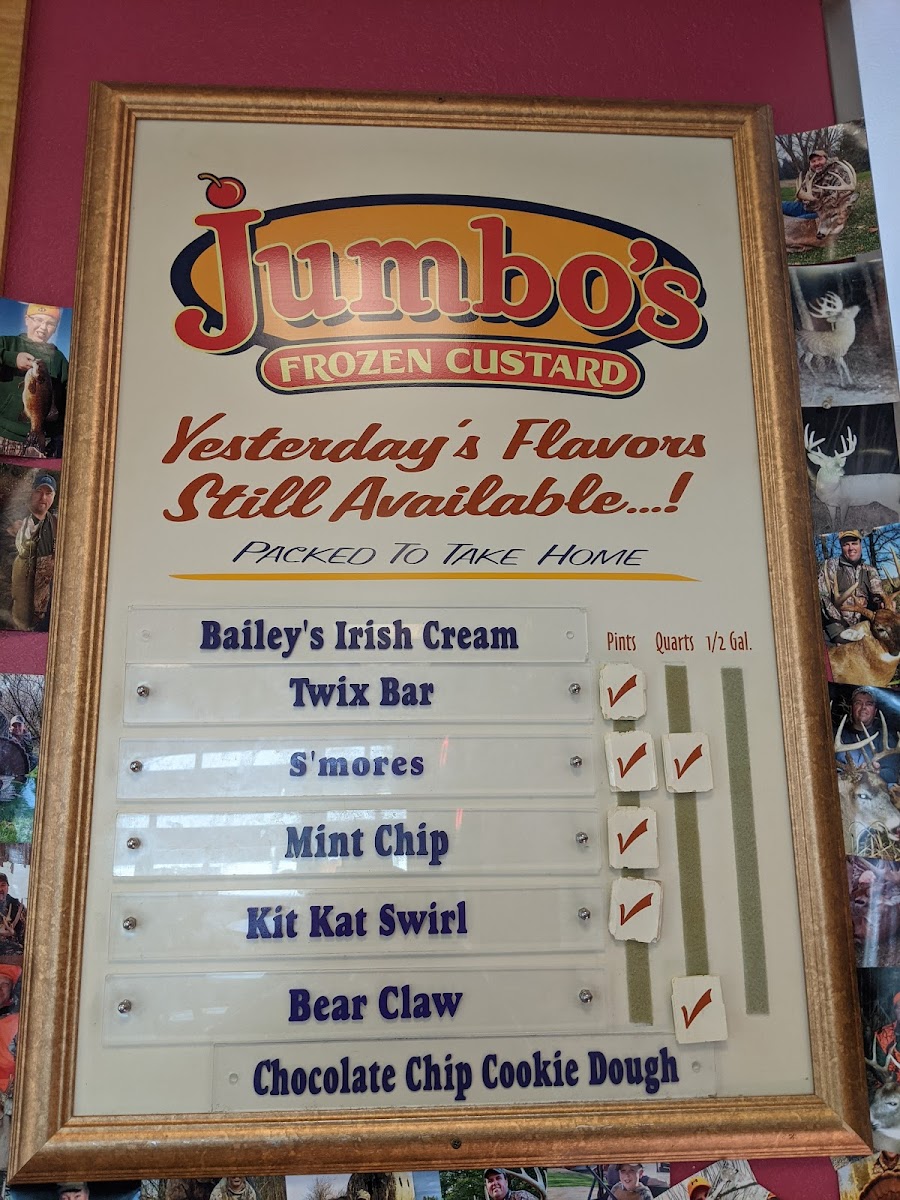 Jumbo's
FROZEN CUSTARD
Yesterday's Flavors
Still Available...!
PACKED TO TAKE HOME
Pints Quarts 1/2 Gal.
Bailey's Irish Cream
Twix Bar
S'mores
Mint Chip
Kit Kat Swirl
Bear Claw
Chocolate Chip Cookie Dough